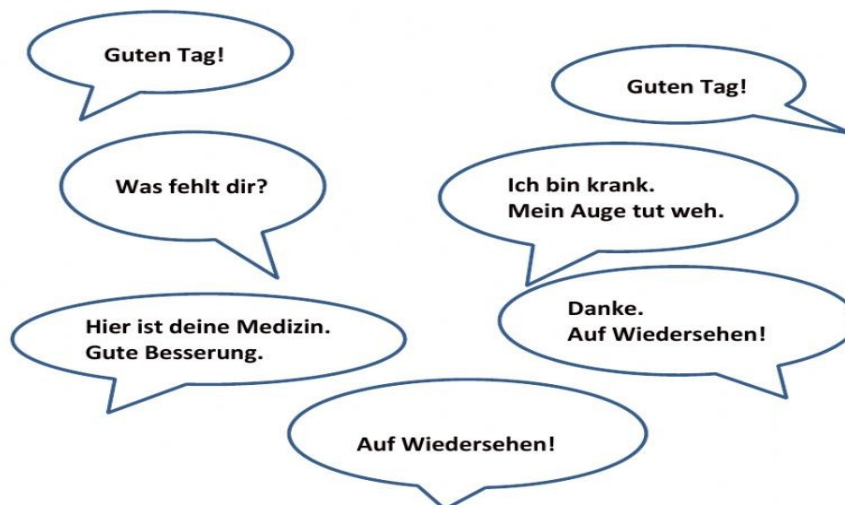 Guten Tag!
Guten Tag!
Was fehlt dir?
Ich bin krank.
Mein Auge tut weh.
Hier ist deine Medizin.
Gute Besserung.
Danke.
Auf Wiedersehen!
Auf Wiedersehen!